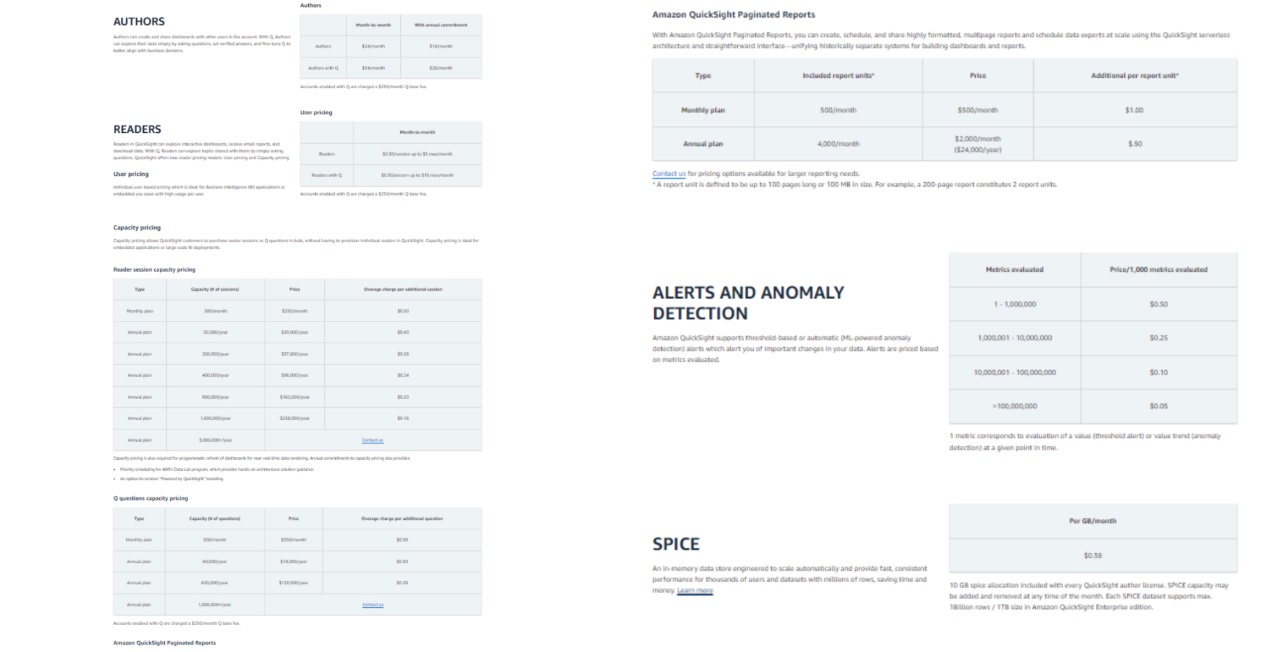 AUTHORS
Authors can create and share dashboards with other users in the account. With Q, Authors
can explore their data simply by asking questions, set verified answers, and fine-tune Q to
better align with business domains.
Authors
Month-to-month With annual commitment
Authors $24/month $18/month
Authors with Q $34/month $28/month
Accounts enabled with Q are charged a $250/month Q base fee.
READERS
Readers in QuickSight can explore interactive dashboards, receive email reports, and
download data. With Q, Readers can explore topics shared with them by simply asking
questions. QuickSight offers two reader pricing models: User pricing and Capacity pricing.
User pricing
Individual user-based pricing which is ideal for Business Intelligence (BI) applications or
embedded use cases with high usage per user.
User pricing
Month-to-month
Readers $0.30/session up to $5 max/month
Readers with Q $0.30/session up to $10 max/month
Accounts enabled with Q are charged a $250/month Q base fee.
Capacity pricing
Capacity pricing allows QuickSight customers to purchase reader sessions or Q questions in bulk, without having to provision individual readers in QuickSight. Capacity pricing is ideal for
embedded applications or large-scale BI deployments.
Reader session capacity pricing
Type Capacity (# of sessions) Price Overage charge per additional session
Monthly plan 500/month $250/month $0.50
Annual plan 50,000/year $20,000/year $0.40
Annual plan 200,000/year
Annual plan 400,000/year $96,000/year $0.24
Annual plan 800,000/year $0.20
Annual plan 1,600,000/year $0.16
Annual plan 3,000,000+/year Contact us
Capacity pricing is also required for programmatic refresh of dashboards for near real-time data rendering. Annual commitments to capacity pricing also provides:
• Priority scheduling for AWS's Data Lab program, which provides hands-on architectural solution guidance.
• An option to remove "Powered by QuickSight" branding.
Q questions capacity pricing
Type Capacity (# of questions) Price Overage charge per additional question
Monthly plan 500/month $250/month $0.50
Annual plan
Annual plan
Annual plan Contact us
Accounts enabled with Q are charged a $250/month Q base fee.
Amazon QuickSight Paginated Reports
Amazon QuickSight Paginated Reports
With Amazon QuickSight Paginated Reports, you can create, schedule, and share highly formatted, multipage reports and schedule data exports at scale using the QuickSight serverless
architecture and straightforward interface—unifying historically separate systems for building dashboards and reports.
Type Included report units* Price Additional per report unit*
Monthly plan 500/month $500/month $1.00
Annual plan 4,000/month $2,000/month
($24,000/year) $.50
Contact us for pricing options available for larger reporting needs.
* A report unit is defined to be up to 100 pages long or 100 MB in size. For example, a 200-page report constitutes 2 report units.
ALERTS AND ANOMALY
DETECTION
Amazon QuickSight supports threshold-based or automatic (ML-powered anomaly
detection) alerts which alert you of important changes in your data. Alerts are priced based
on metrics evaluated.
Metrics evaluated Price/1,000 metrics evaluated
1 - 1,000,000 $0.50
1,000,001 - 10,000,000 $0.25
10,000,001 - 100,000,000 $0.10
>100,000,000 $0.05
1 metric corresponds to evaluation of a value (threshold alert) or value trend (anomaly
detection) at a given point in time.
SPICE
An in-memory data store engineered to scale automatically and provide fast, consistent
performance for thousands of users and datasets with millions of rows, saving time and
money. Learn more
Per GB/month
$0.38
10 GB spice allocation included with every QuickSight author license. SPICE capacity may
be added and removed at any time of the month. Each SPICE dataset supports max.
1Billion rows / 1TB size in Amazon QuickSight Enterprise edition.